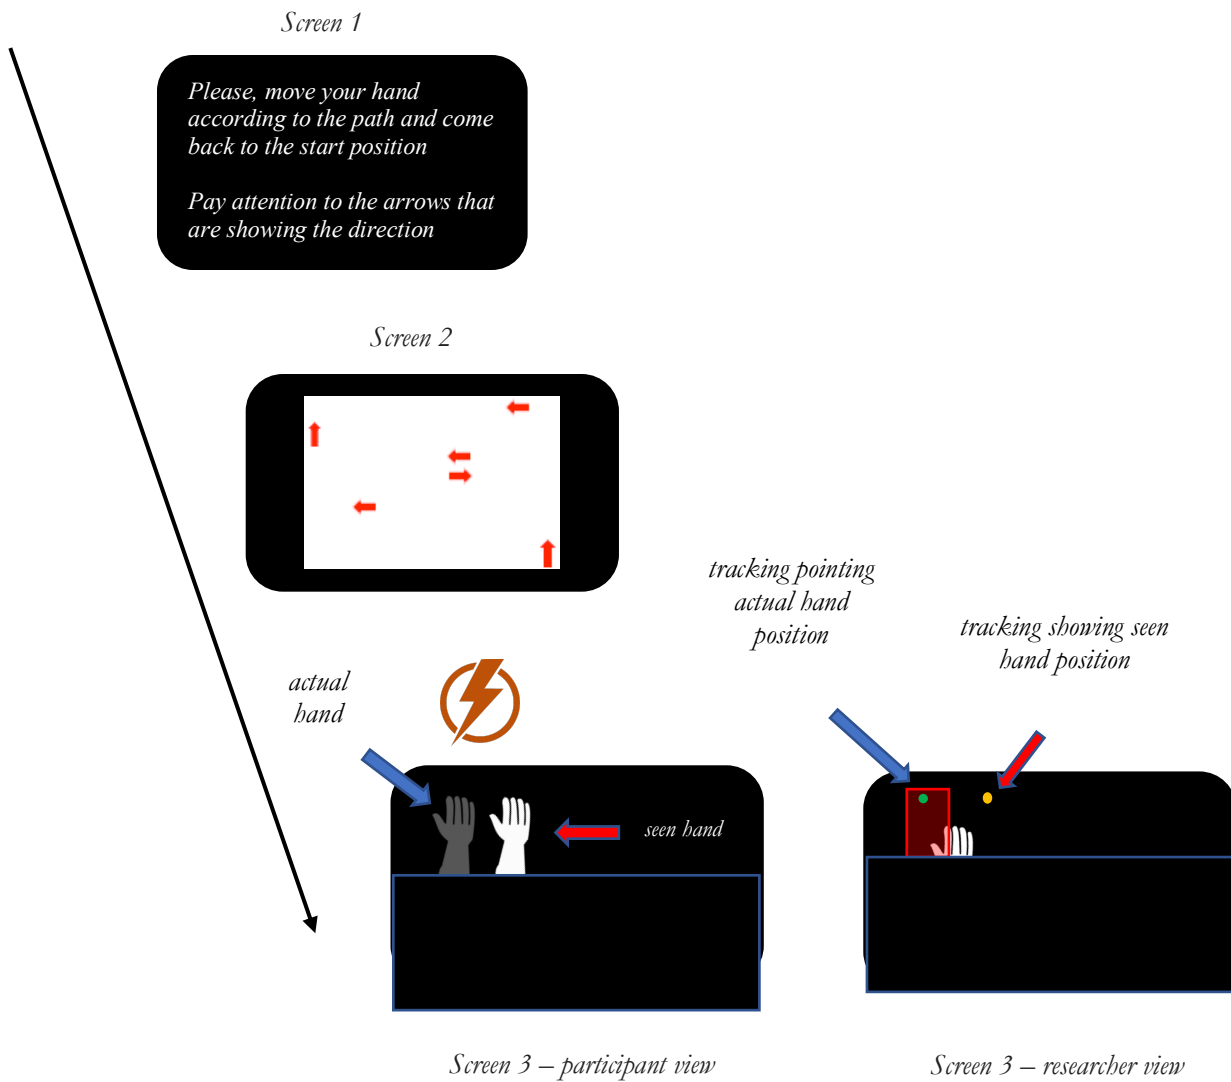 Screen 1
Please, move your hand
according to the path and come
back to the start position
Pay attention to the arrows that
are showing the direction
Screen 2
tracking pointing
actual hand
position
tracking showing seen
hand position
actual
hand
seen hand
Screen 3 – participant view
Screen 3 – researcher view